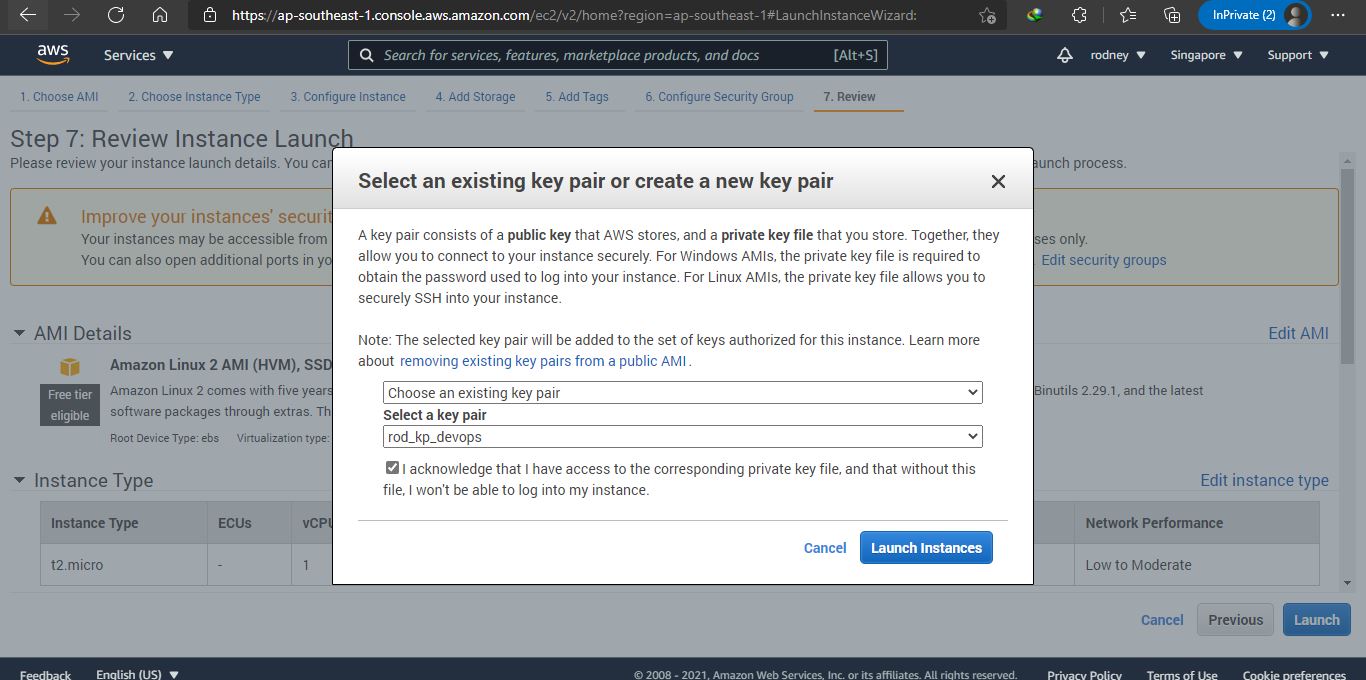 https://ap-southeast-1.console.aws.amazon.com/ec2/v2/home?region=ap-southeast-1#LaunchInstanceWizard:
InPrivate (2)
aws
Services
Search for services, features, marketplace products, and docs
[Alt+S]
rodney
Singapore
Support
1. Choose AMI
2. Choose Instance Type
3. Configure Instance
4. Add Storage
5. Add Tags
6. Configure Security Group
7. Review
Step 7: Review Instance Launch
Please review your instance launch details. You can
aunch process.
Improve your instances' securit
Your instances may be accessible from
ses only.
You can also open additional ports in yo
Edit security groups
Select an existing key pair or create a new key pair
A key pair consists of a public key that AWS stores, and a private key file that you store. Together, they
allow you to connect to your instance securely. For Windows AMIs, the private key file is required to
obtain the password used to log into your instance. For Linux AMIs, the private key file allows you to
securely SSH into your instance.
Note: The selected key pair will be added to the set of keys authorized for this instance. Learn more
about removing existing key pairs from a public AMI.
Choose an existing key pair
Select a key pair
rod_kp_devops
I acknowledge that I have access to the corresponding private key file, and that without this
file, I won't be able to log into my instance.
Cancel
Launch Instances
AMI Details
Edit AMI
Amazon Linux 2 AMI (HVM), SSD
Free tier
eligible
Amazon Linux 2 comes with five years
Binutils 2.29.1, and the latest
software packages through extras. Th
Root Device Type: ebs
Virtualization type:
Instance Type
Edit instance type
Instance Type
ECUs
vCPU
Network Performance
t2.micro
-
1
Low to Moderate
Cancel
Previous
Launch
Feedback
English (US)
© 2008 - 2021, Amazon Web Services, Inc. or its affiliates. All rights reserved.
Privacy Policy
Terms of Use
Cookie preferences